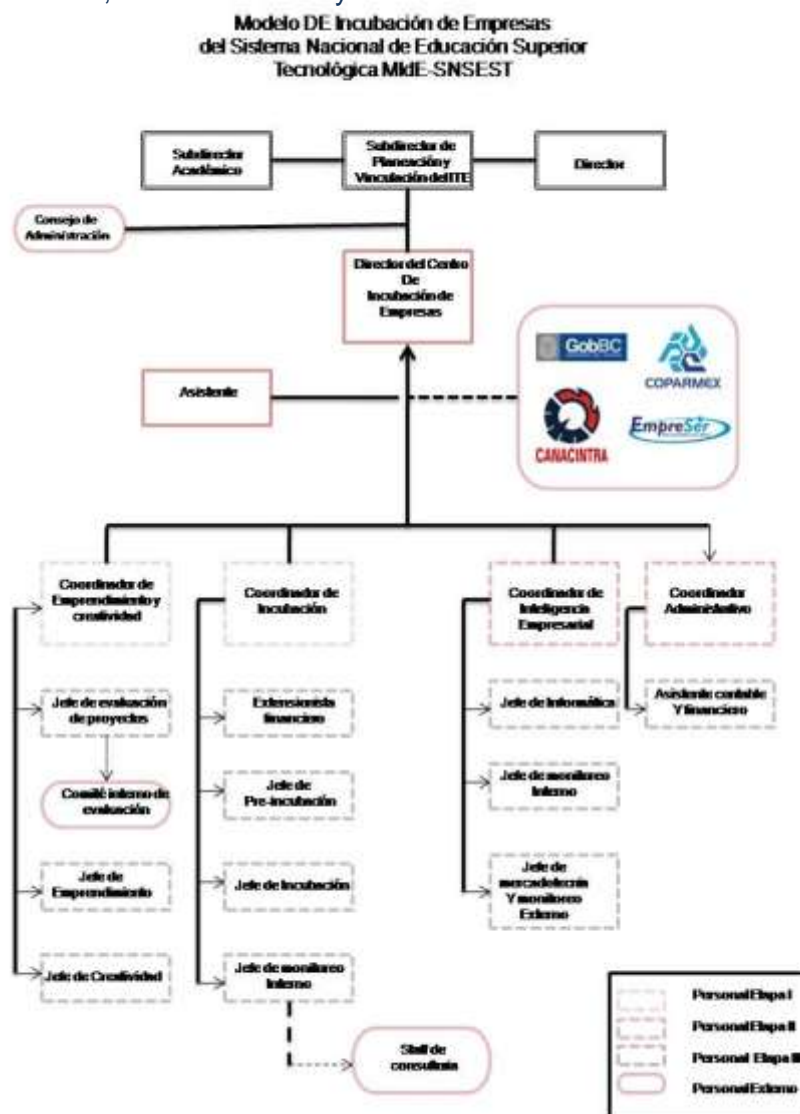 Modelo DE Incubación de Empresas
del Sistema Nacional de Educación Superior
Tecnológica MIdE-SNSEST
Subdirector
Académico
Subdirector de
Planeación y
Vinculación del ITE
Director
Consejo de
Administración
Director del Centro
De
Incubación de
Empresas
GobBC
COPARMEX
CANACINTRA
EmpreSer
Asistente
Coordinador de
Emprendimiento y
creatividad
Coordinador de
Incubación
Coordinador de
Inteligencia
Empresarial
Coordinador
Administrativo
Jefe de evaluación
de proyectos
Extensionista
financiero
Jefe de Informática
Asistente contable
Y financiero
Comité interno de
evaluación
Jefe de
Pre-incubación
Jefe de monitoreo
Interno
Jefe de
Emprendimiento
Jefe de Incubación
Jefe de
mercadotecnia
Y monitoreo
Externo
Jefe de Creatividad
Jefe de monitoreo
Interno
Staff de
consultoria
Personal Etapa I
Personal Etapa II
Personal Etapa III
Personal Externo